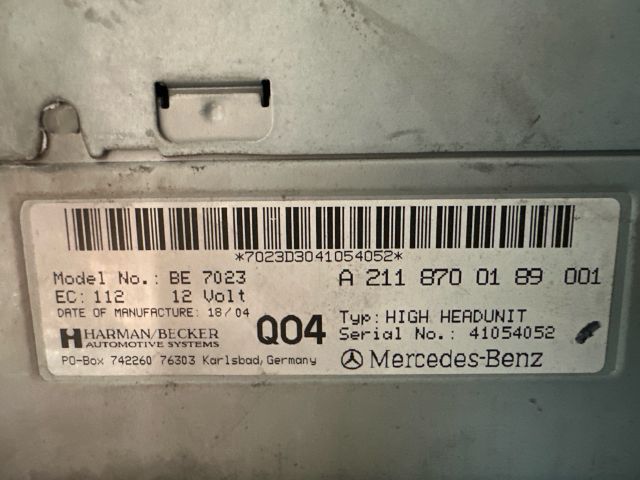 *7023D3041054052*
Model No.: BE 7023
A 211 870 01 89 001
EC: 112 12 Volt
DATE OF MANUFACTURE: 18/04
Typ: HIGH HEADUNIT
HARMAN/BECKER
AUTOMOTIVE SYSTEMS
Q04
Serial No.: 41054052
PO-Box 742260 76303 Karlsbad, Germany
Mercedes-Benz